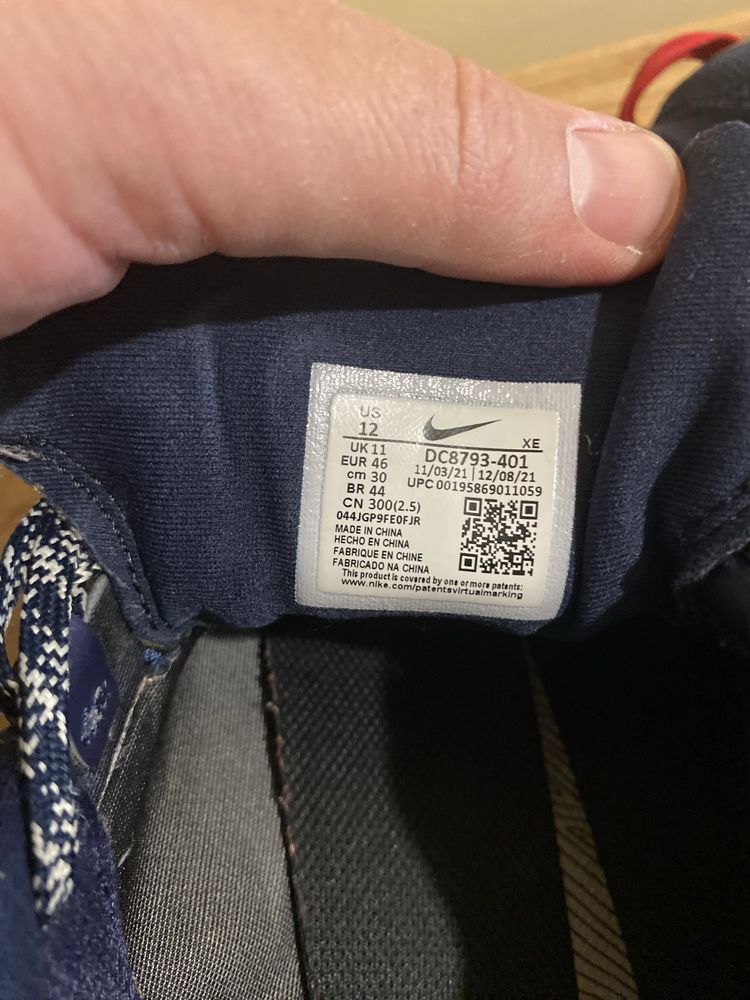 US
12
XE
UK 11
DC8793-401
EUR 46
11/03/21 | 12/08/21
cm 30
UPC 00195869011059
BR 44
CN 300(2.5)
044JGP9FE0FJR
MADE IN CHINA
HECHO EN CHINA
FABRIQUE EN CHINE
FABRICADO NA CHINA
This product is covered by one or more patents:
www.nike.com/patentsvirtualmarking